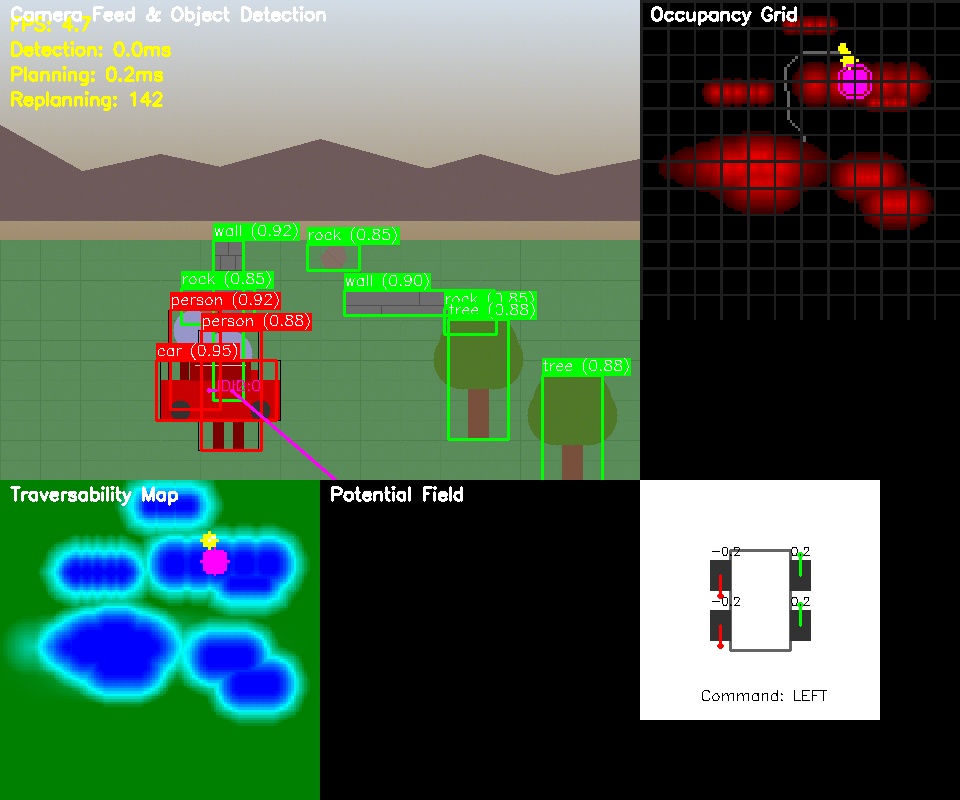 Camera Feed & Object Detection
FPS: 4.7
Detection: 0.0ms
Planning: 0.2ms
Replanning: 142
Occupancy Grid
wall (0.92)
rock (0.85)
rock (0.85)
wall (0.90)
person (0.92)
rock (0.85)
tree (0.88)
person (0.88)
car (0.95)
tree (0.88)
Traversability Map
Potential Field
-0.2
0.2
-0.2
0.2
Command: LEFT